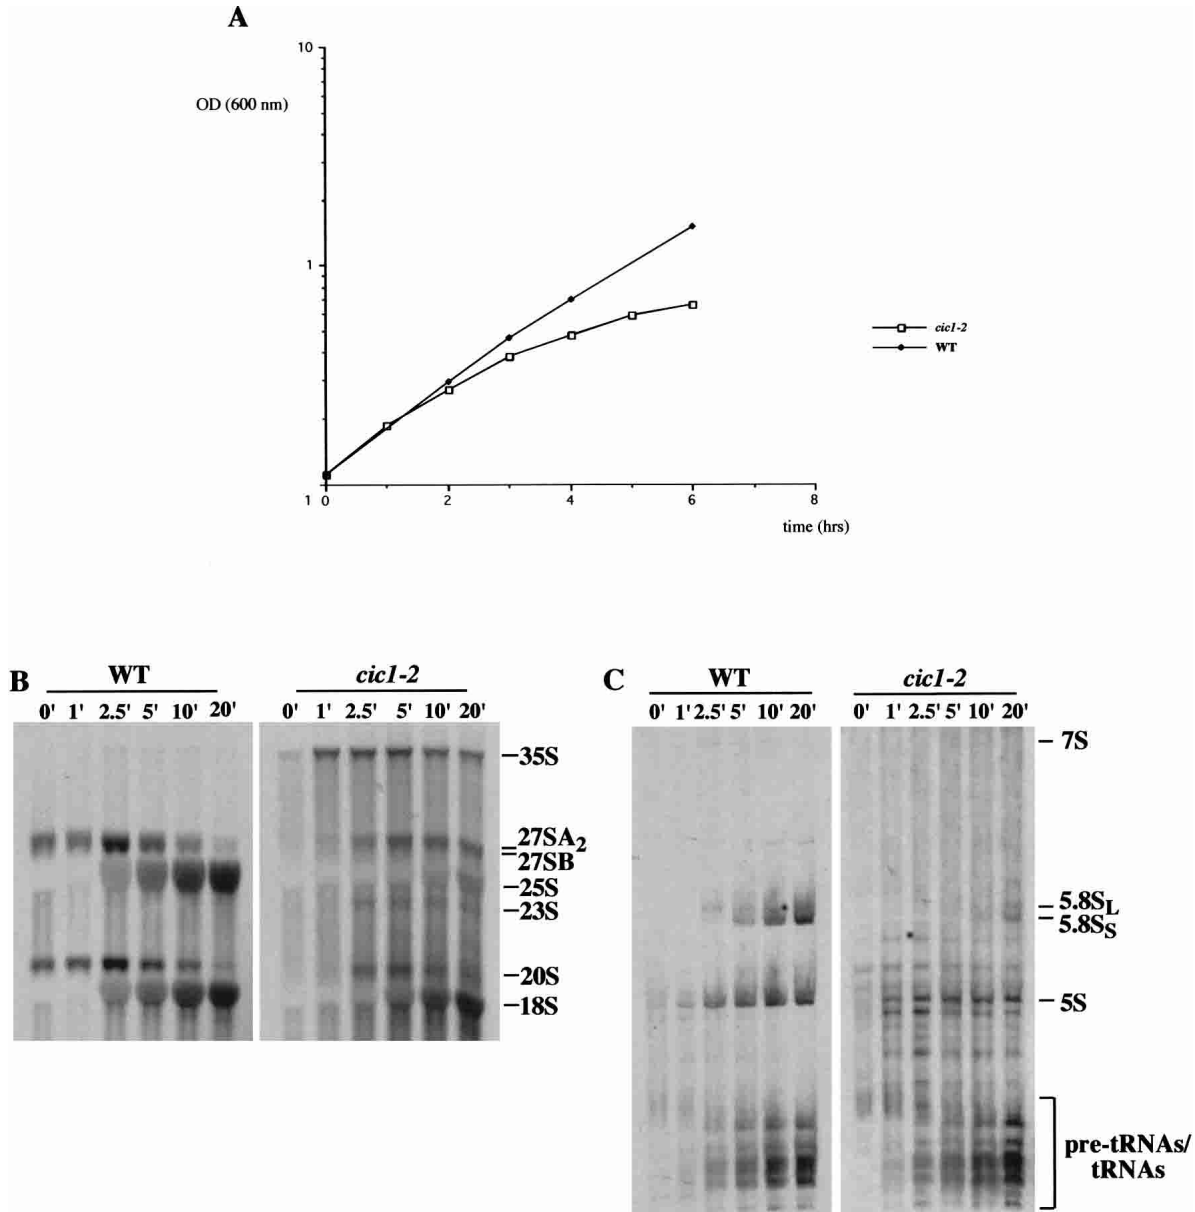 A
10
OD (600 nm)
1
1 0 2 4 6 8
time (hrs)
cic1-2
WT
B WT cic1-2
0' 1' 2.5' 5' 10' 20' 0' 1' 2.5' 5' 10' 20'
35S
27SA2
27SB
25S
23S
20S
18S
C WT cic1-2
0' 1' 2.5' 5' 10' 20' 0' 1' 2.5' 5' 10' 20'
7S
5.8SL
5.8SS
5S
pre-tRNAs/
tRNAs